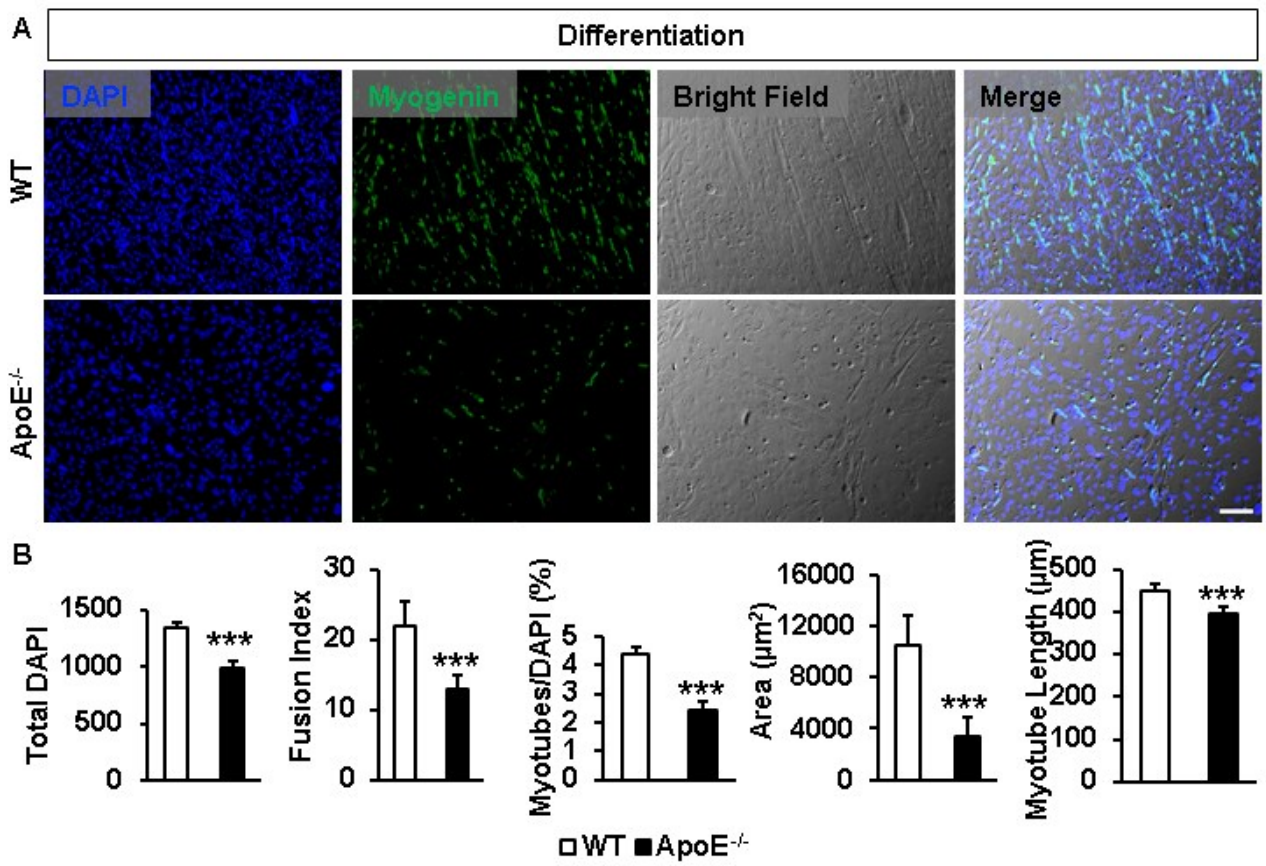 A
Differentiation
DAPI
Myogenin
Bright Field
Merge
WT
ApoE-/-
B
Total DAPI
1500
1000
500
0
***
Fusion Index
30
20
10
0
***
Myotubes/DAPI (%)
5
4
3
2
1
0
***
Area (µm²)
16000
12000
8000
4000
0
***
Myotube Length (µm)
500
400
300
200
100
0
***
WT ApoE-/-